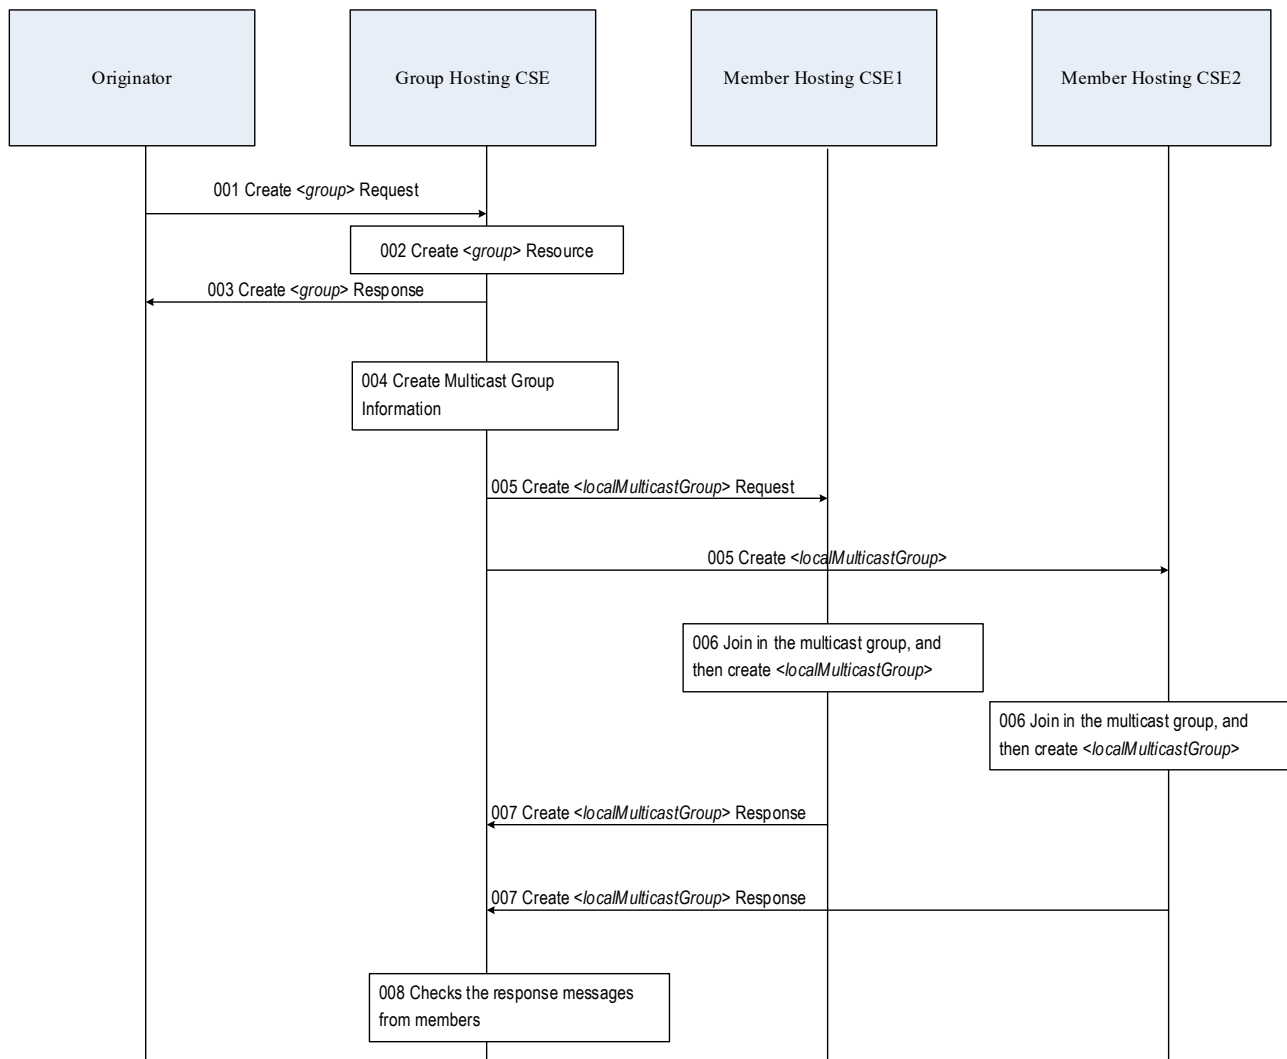 Originator
Group Hosting CSE
Member Hosting CSE1
Member Hosting CSE2
001 Create <group> Request
002 Create <group> Resource
003 Create <group> Response
004 Create Multicast Group
Information
005 Create <localMulticastGroup> Request
005 Create <localMulticastGroup>
006 Join in the multicast group, and
then create <localMulticastGroup>
006 Join in the multicast group, and
then create <localMulticastGroup>
007 Create <localMulticastGroup> Response
007 Create <localMulticastGroup> Response
008 Checks the response messages
from members